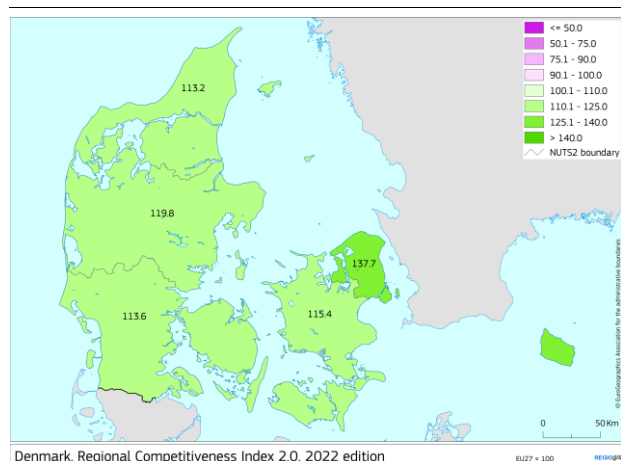 <= 50.0
50.1 - 75.0
75.1 - 90.0
90.1 - 100.0
100.1 - 110.0
110.1 - 125.0
125.1 - 140.0
> 140.0
NUTS2 boundary
113.2
119.8
137.7
113.6
115.4
© EuroGeographics Association for the administrative boundaries
0 50 Km
Denmark, Regional Competitiveness Index 2.0, 2022 edition
EU27 = 100
REGIOgis